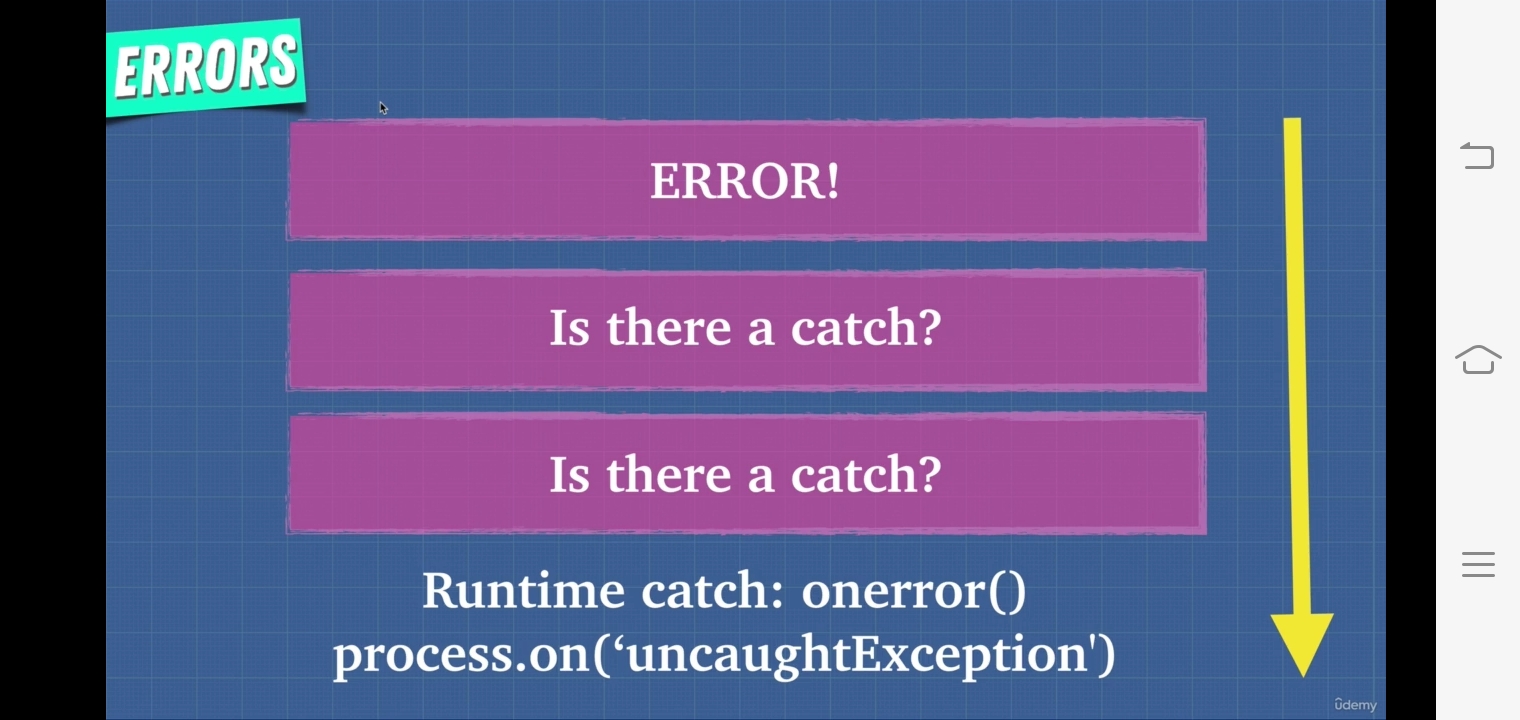 ERRORS
ERROR!
Is there a catch?
Is there a catch?
Runtime catch: onerror()
process.on(‘uncaughtException')
ûdemy